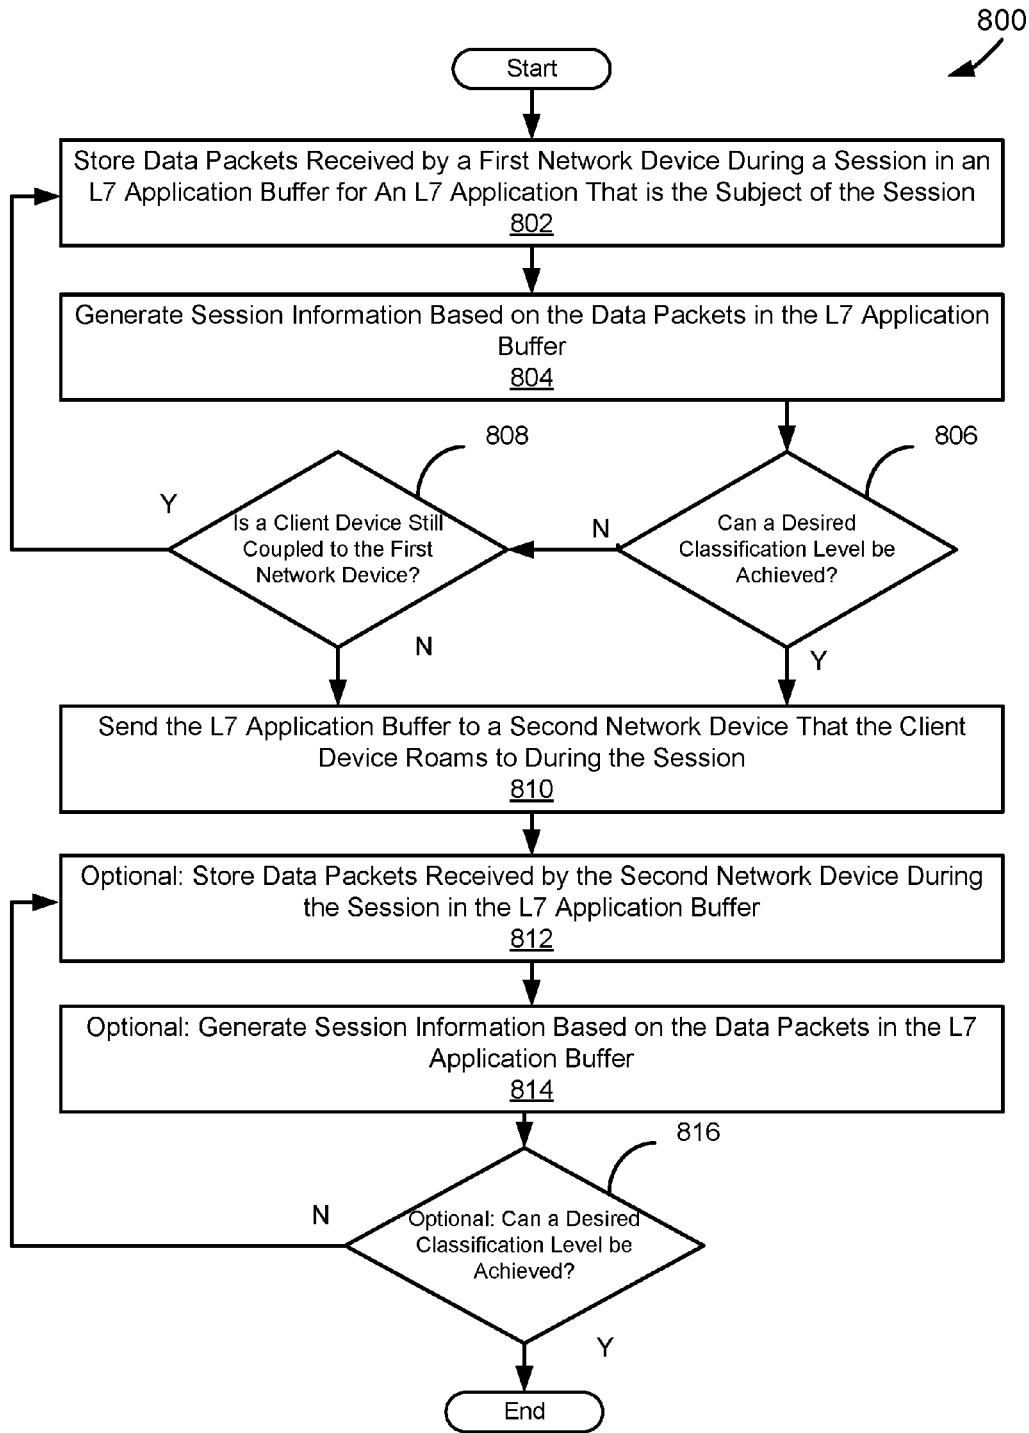 800
Start
Store Data Packets Received by a First Network Device During a Session in an
L7 Application Buffer for An L7 Application That is the Subject of the Session
802
Generate Session Information Based on the Data Packets in the L7 Application
Buffer
804
808
806
Y
Is a Client Device Still
Coupled to the First
Network Device?
N
Can a Desired
Classification Level be
Achieved?
N
Y
Send the L7 Application Buffer to a Second Network Device That the Client
Device Roams to During the Session
810
Optional: Store Data Packets Received by the Second Network Device During
the Session in the L7 Application Buffer
812
Optional: Generate Session Information Based on the Data Packets in the L7
Application Buffer
814
816
N
Optional: Can a Desired
Classification Level be
Achieved?
Y
End